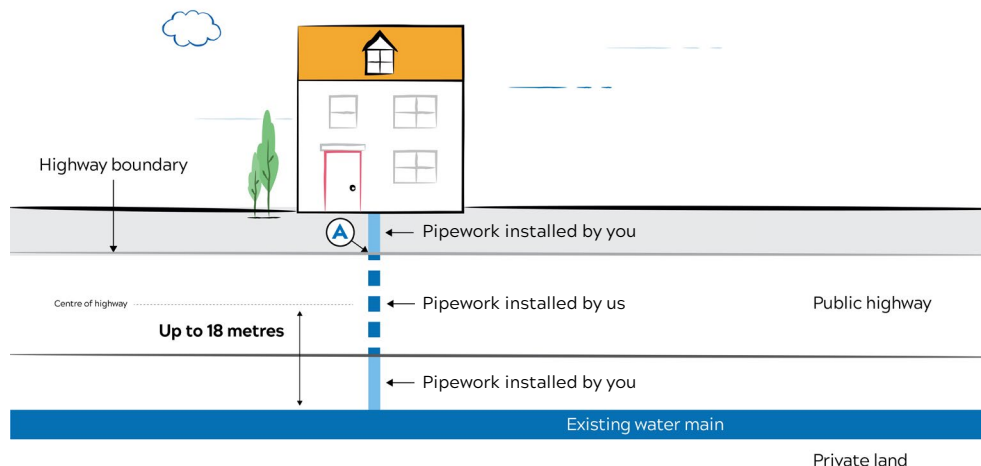 Highway boundary
A
Pipework installed by you
Centre of highway
Pipework installed by us
Public highway
Up to 18 metres
Pipework installed by you
Existing water main
Private land